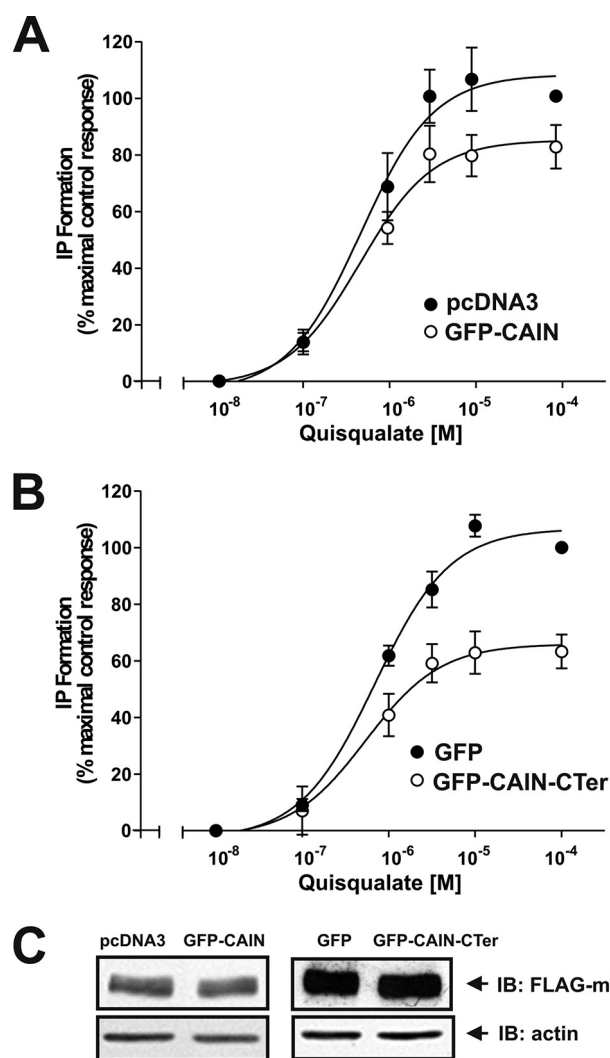 A
IP Formation
(% maximal control response)
120
100
80
60
40
20
0
pcDNA3
GFP-CAIN
10-8 10-7 10-6 10-5 10-4
Quisqualate [M]
B
IP Formation
(% maximal control response)
120
100
80
60
40
20
0
GFP
GFP-CAIN-CTer
10-8 10-7 10-6 10-5 10-4
Quisqualate [M]
C
pcDNA3 GFP-CAIN GFP GFP-CAIN-CTer
IB: FLAG-m
IB: actin